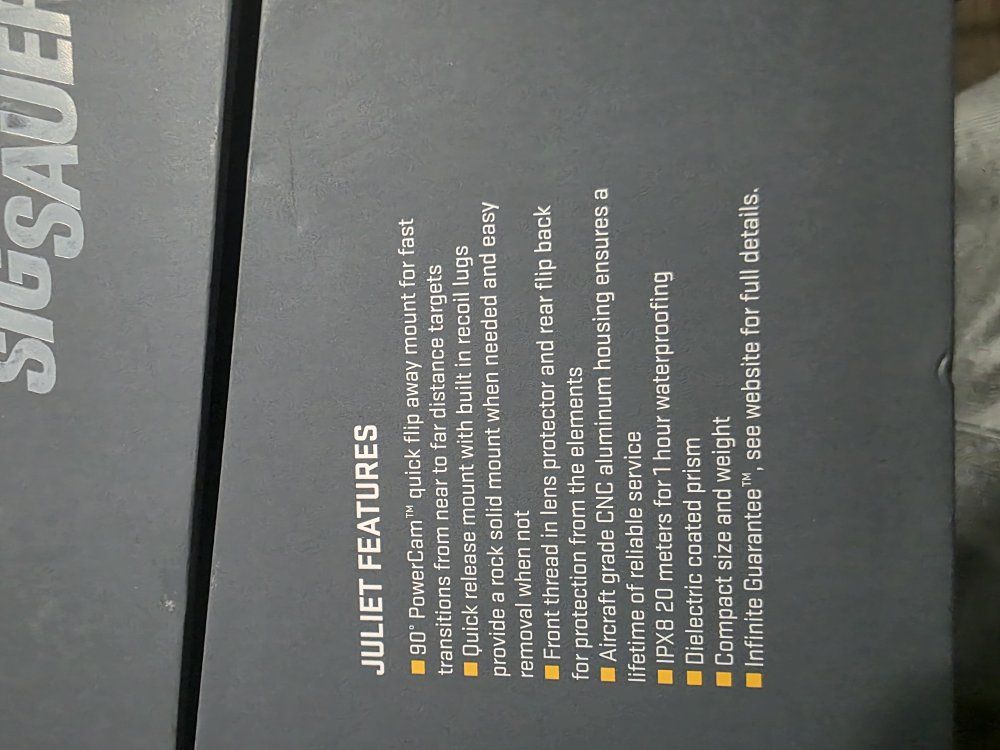 SIGSAUER
JULIET FEATURES
■ 90° PowerCam™ quick flip away mount for fast
transitions from near to far distance targets
■ Quick release mount with built in recoil lugs
provide a rock solid mount when needed and easy
removal when not
■ Front thread in lens protector and rear flip back
for protection from the elements
■ Aircraft grade CNC aluminum housing ensures a
lifetime of reliable service
■ IPX8 20 meters for 1 hour waterproofing
■ Dielectric coated prism
■ Compact size and weight
■ Infinite Guarantee™, see website for full details.